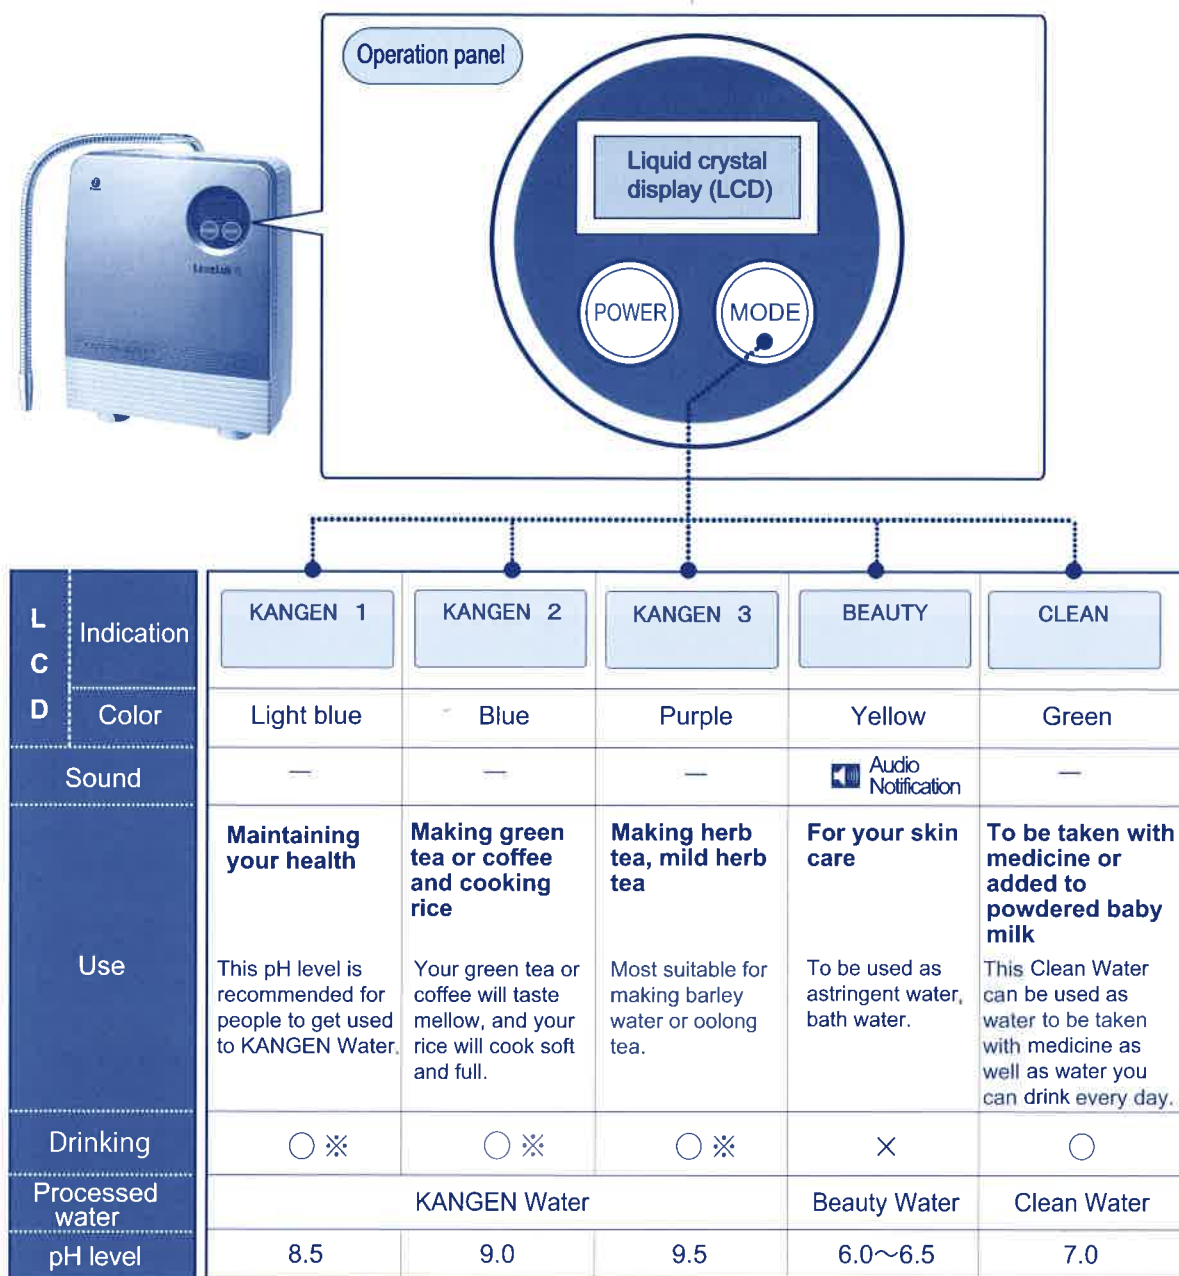 Operation panel
Liquid crystal
display (LCD)
POWER
MODE
LeveLuk
LCD
Indication
KANGEN 1
KANGEN 2
KANGEN 3
BEAUTY
CLEAN
Color
Light blue
Blue
Purple
Yellow
Green
Sound
—
—
—
Audio
Notification
—
Use
Maintaining
your health
This pH level is
recommended for
people to get used
to KANGEN Water.
Making green
tea or coffee
and cooking
rice
Your green tea or
coffee will taste
mellow, and your
rice will cook soft
and full.
Making herb
tea, mild herb
tea
Most suitable for
making barley
water or oolong
tea.
For your skin
care
To be used as
astringent water,
bath water.
To be taken with
medicine or
added to
powdered baby
milk
This Clean Water
can be used as
water to be taken
with medicine as
well as water you
can drink every day.
Drinking
○ ※
○ ※
○ ※
×
○
Processed
water
KANGEN Water
Beauty Water
Clean Water
pH level
8.5
9.0
9.5
6.0～6.5
7.0